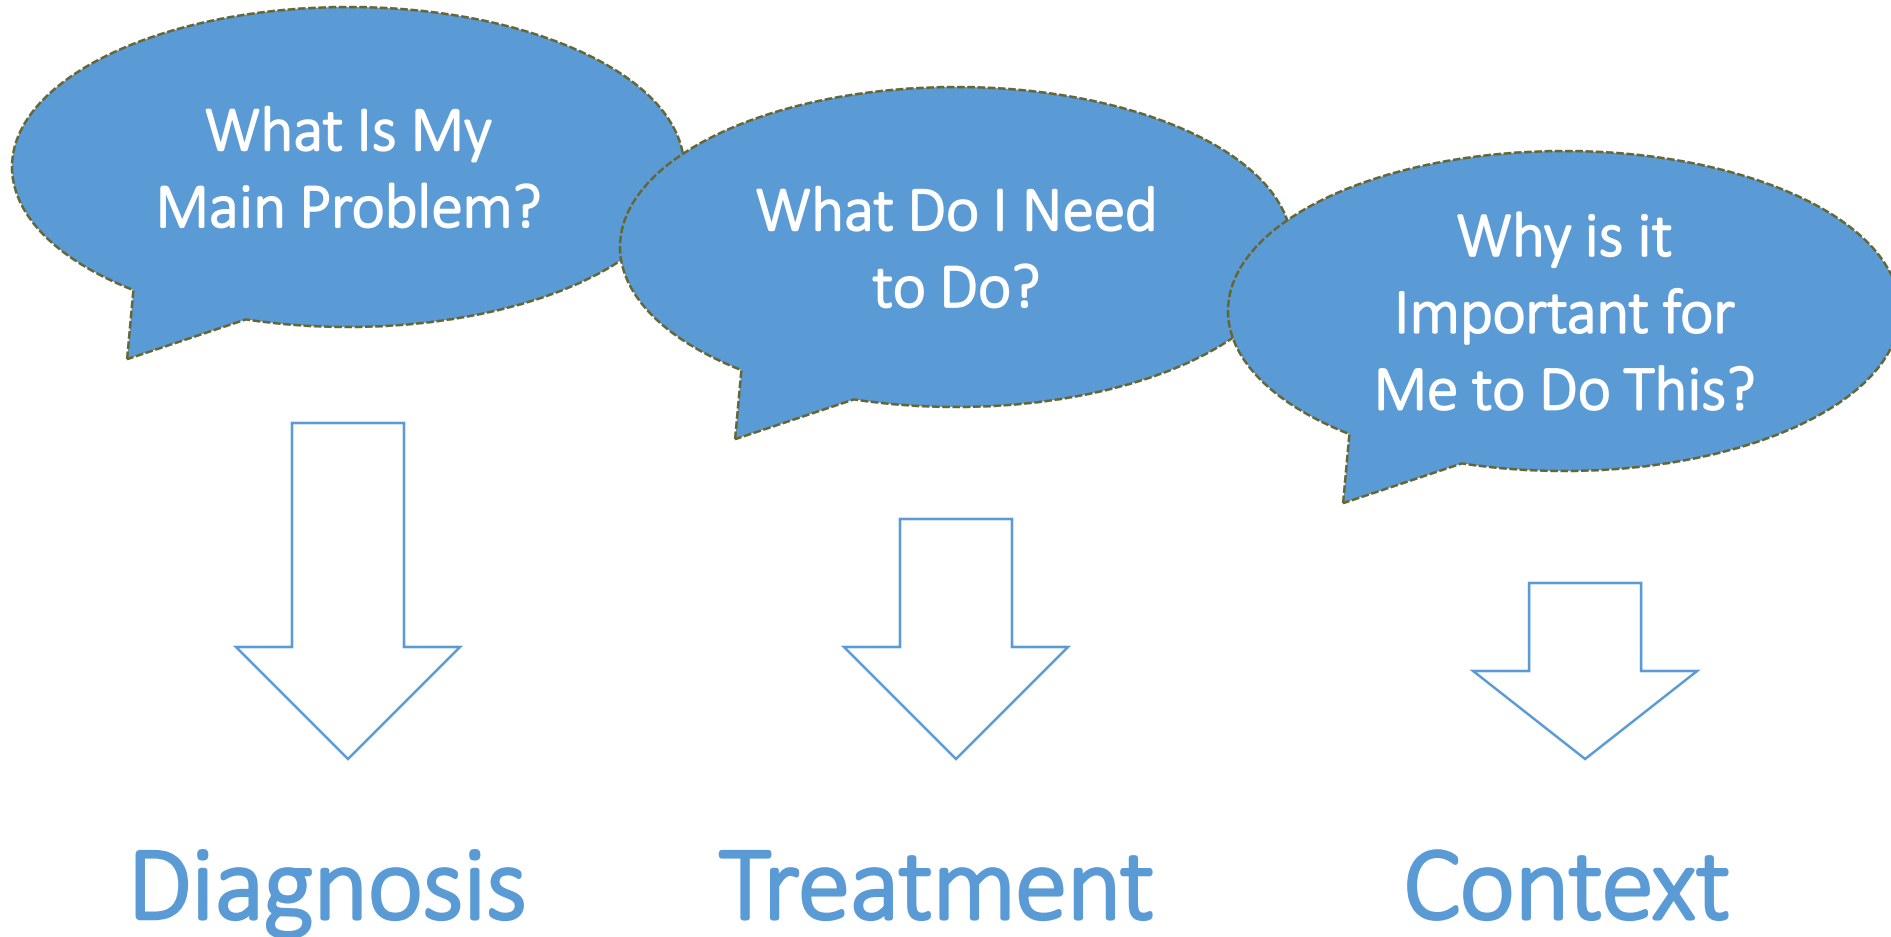 What Is My
Main Problem?
What Do I Need
to Do?
Why is it
Important for
Me to Do This?
Diagnosis
Treatment
Context